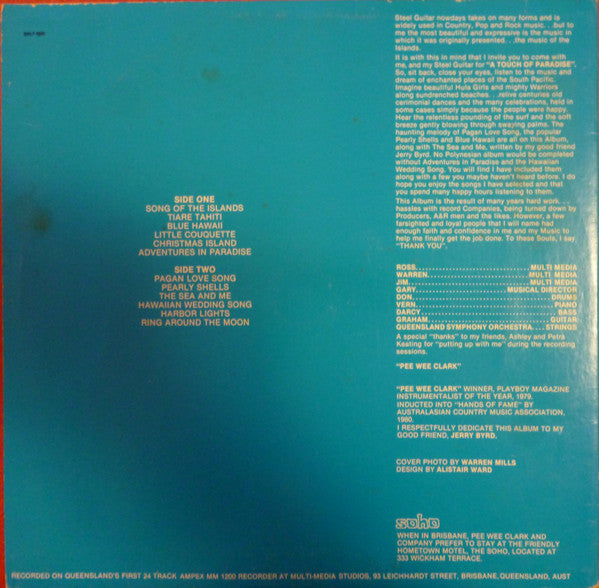 SIDE ONE
SONG OF THE ISLANDS
TIARE TAHITI
BLUE HAWAII
LITTLE COUQUETTE
CHRISTMAS ISLAND
ADVENTURES IN PARADISE
SIDE TWO
PAGAN LOVE SONG
PEARLY SHELLS
THE SEA AND ME
HAWAIIAN WEDDING SONG
HARBOR LIGHTS
RING AROUND THE MOON
Steel Guitar nowdays takes on many forms and is
widely used in Country, Pop and Rock music. . .but to
me the most beautiful and expressive is the music in
which it was originally presented. . .the music of the
Islands.
It is with this in mind that I invite you to come with
me, and my Steel Guitar for "A TOUCH OF PARADISE".
So, sit back, close your eyes, listen to the music and
dream of enchanted places of the South Pacific.
Imagine beautiful Hula Girls and mighty Warriors
along sundrenched beaches. . .relive centuries old
cerimonial dances and the many celebrations, held in
some cases simply because the people were happy.
Hear the relentless pounding of the surf and the soft
breeze gently blowing through swaying palms. The
haunting melody of Pagan Love Song, the popular
Pearly Shells and Blue Hawaii are all on this Album,
along with The Sea and Me, written by my good friend
Jerry Byrd. No Polynesian album would be completed
without Adventures in Paradise and the Hawaiian
Wedding Song. You will find I have included them
along with a few you maybe haven't heard before. I do
hope you enjoy the songs I have selected and that
you spend many happy hours listening to them.
This Album is the result of many years hard work. . .
hassles with record Companies, being turned down by
Producers, A&R men and the likes. However, a few
farsighted and loyal people that I will name had
enough faith and confidence in me and my Music to
help me finally get the job done. To those Souls, I say
"THANK YOU".
ROSS. . . . . . . . . . . . . . . . . . . . . . MULTI MEDIA
WARREN. . . . . . . . . . . . . . . . . . . . MULTI MEDIA
JIM. . . . . . . . . . . . . . . . . . . . . . . . MULTI MEDIA
GARY. . . . . . . . . . . . . . . . . MUSICAL DIRECTOR
DON. . . . . . . . . . . . . . . . . . . . . . . . . . . DRUMS
VERN. . . . . . . . . . . . . . . . . . . . . . . . . . . PIANO
DARCY. . . . . . . . . . . . . . . . . . . . . . . . . . . BASS
GRAHAM. . . . . . . . . . . . . . . . . . . . . . . GUITAR
QUEENSLAND SYMPHONY ORCHESTRA. . . . STRINGS
A special "thanks" to my friends, Ashley and Petra
Keating for "putting up with me" during the recording
sessions.
"PEE WEE CLARK"
"PEE WEE CLARK" WINNER, PLAYBOY MAGAZINE
INSTRUMENTALIST OF THE YEAR, 1979.
INDUCTED INTO "HANDS OF FAME" BY
AUSTRALASIAN COUNTRY MUSIC ASSOCIATION,
1980.
I RESPECTFULLY DEDICATE THIS ALBUM TO MY
GOOD FRIEND, JERRY BYRD.
COVER PHOTO BY WARREN MILLS
DESIGN BY ALISTAIR WARD
soho
WHEN IN BRISBANE, PEE WEE CLARK AND
COMPANY PREFER TO STAY AT THE FRIENDLY
HOMETOWN MOTEL, THE SOHO, LOCATED AT
333 WICKHAM TERRACE.
RECORDED ON QUEENSLAND'S FIRST 24 TRACK AMPEX MM 1200 RECORDER AT MULTI-MEDIA STUDIOS, 93 LEICHHARDT STREET, BRISBANE, QUEENSLAND, AUST